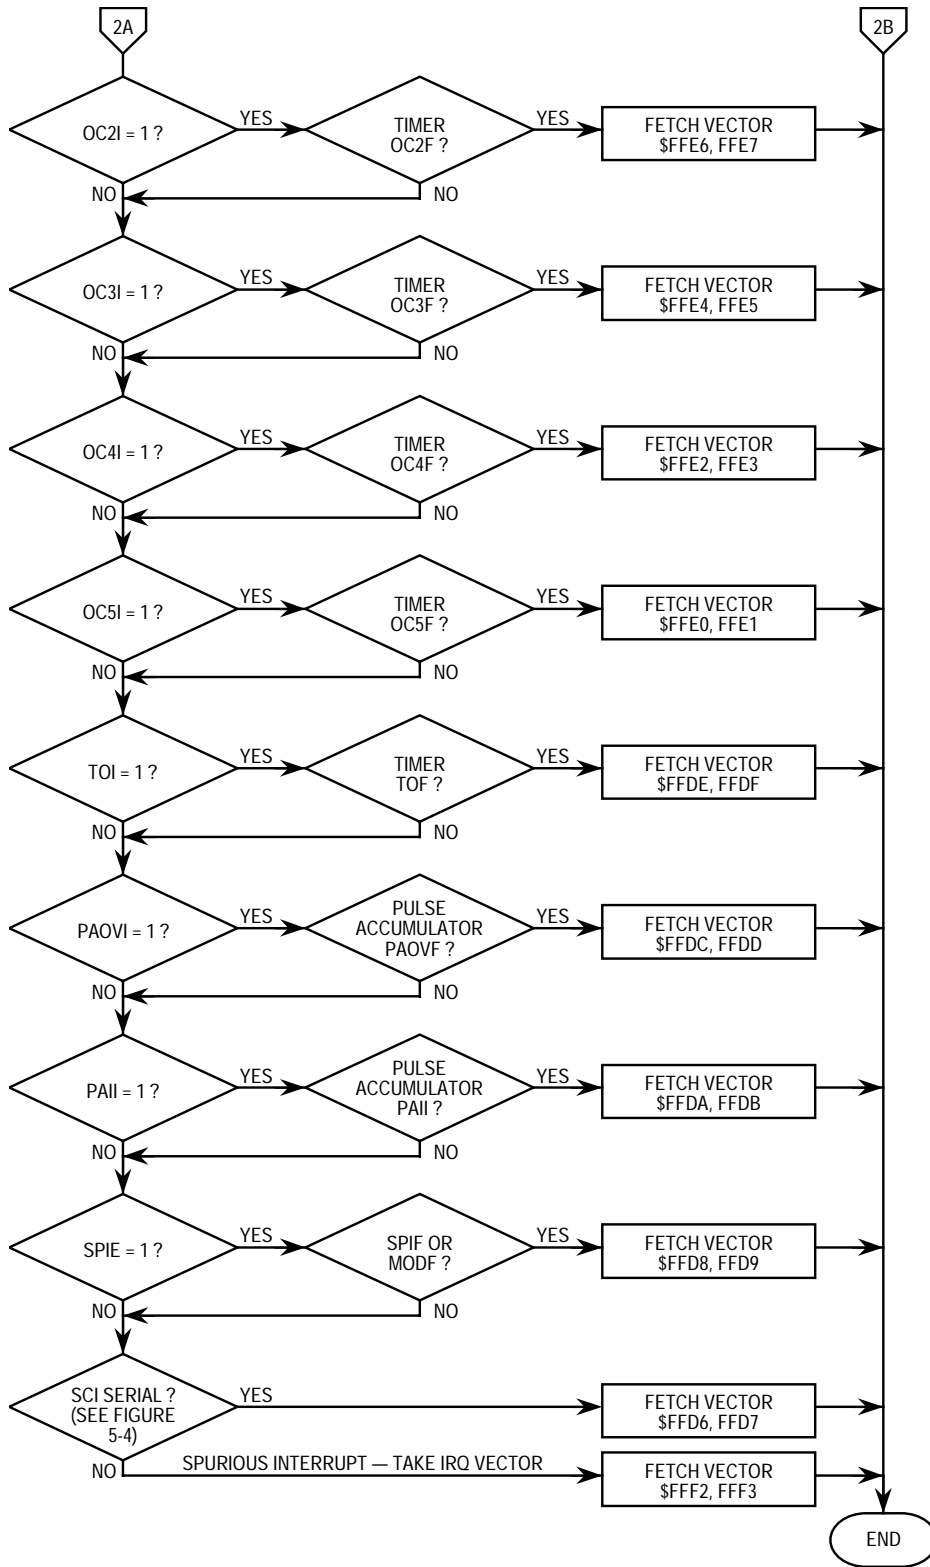 2A
2B
OC2I = 1 ?
YES
TIMER
OC2F ?
YES
FETCH VECTOR
$FFE6, FFE7
NO
NO
OC3I = 1 ?
YES
TIMER
OC3F ?
YES
FETCH VECTOR
$FFE4, FFE5
NO
NO
OC4I = 1 ?
YES
TIMER
OC4F ?
YES
FETCH VECTOR
$FFE2, FFE3
NO
NO
OC5I = 1 ?
YES
TIMER
OC5F ?
YES
FETCH VECTOR
$FFE0, FFE1
NO
NO
TOI = 1 ?
YES
TIMER
TOF ?
YES
FETCH VECTOR
$FFDE, FFDF
NO
NO
PAOVI = 1 ?
YES
PULSE
ACCUMULATOR
PAOVF ?
YES
FETCH VECTOR
$FFDC, FFDD
NO
NO
PAII = 1 ?
YES
PULSE
ACCUMULATOR
PAII ?
YES
FETCH VECTOR
$FFDA, FFDB
NO
NO
SPIE = 1 ?
YES
SPIF OR
MODF ?
YES
FETCH VECTOR
$FFD8, FFD9
NO
NO
SCI SERIAL ?
(SEE FIGURE
5-4)
YES
FETCH VECTOR
$FFD6, FFD7
NO
SPURIOUS INTERRUPT — TAKE IRQ VECTOR
FETCH VECTOR
$FFF2, FFF3
END